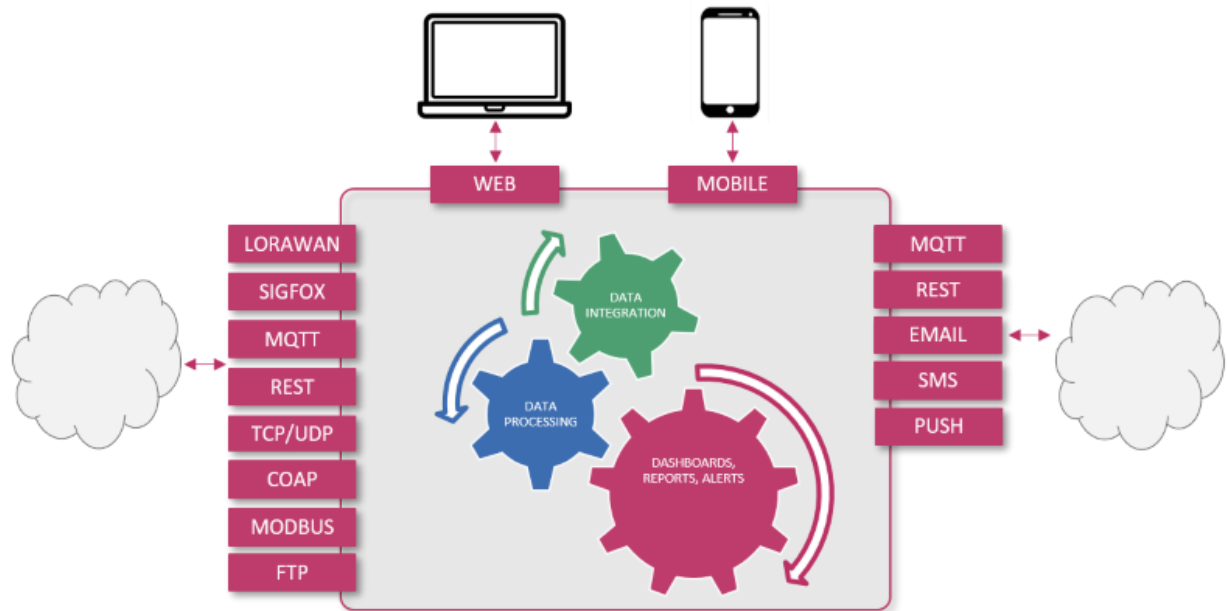 WEB
MOBILE
LORAWAN
SIGFOX
MQTT
REST
TCP/UDP
COAP
MODBUS
FTP
DATA
INTEGRATION
DATA
PROCESSING
DASHBOARDS,
REPORTS, ALERTS
MQTT
REST
EMAIL
SMS
PUSH